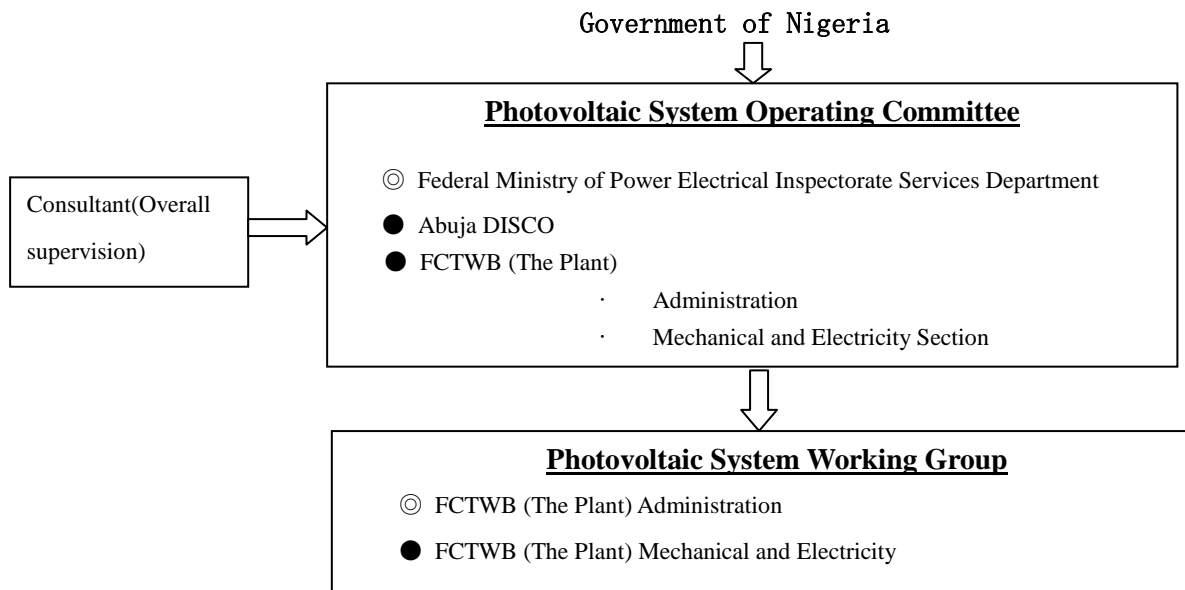 Government of Nigeria
Photovoltaic System Operating Committee
◎ Federal Ministry of Power Electrical Inspectorate Services Department
Consultant(Overall
supervision)
● Abuja DISCO
● FCTWB (The Plant)
· Administration
· Mechanical and Electricity Section
Photovoltaic System Working Group
◎ FCTWB (The Plant) Administration
● FCTWB (The Plant) Mechanical and Electricity